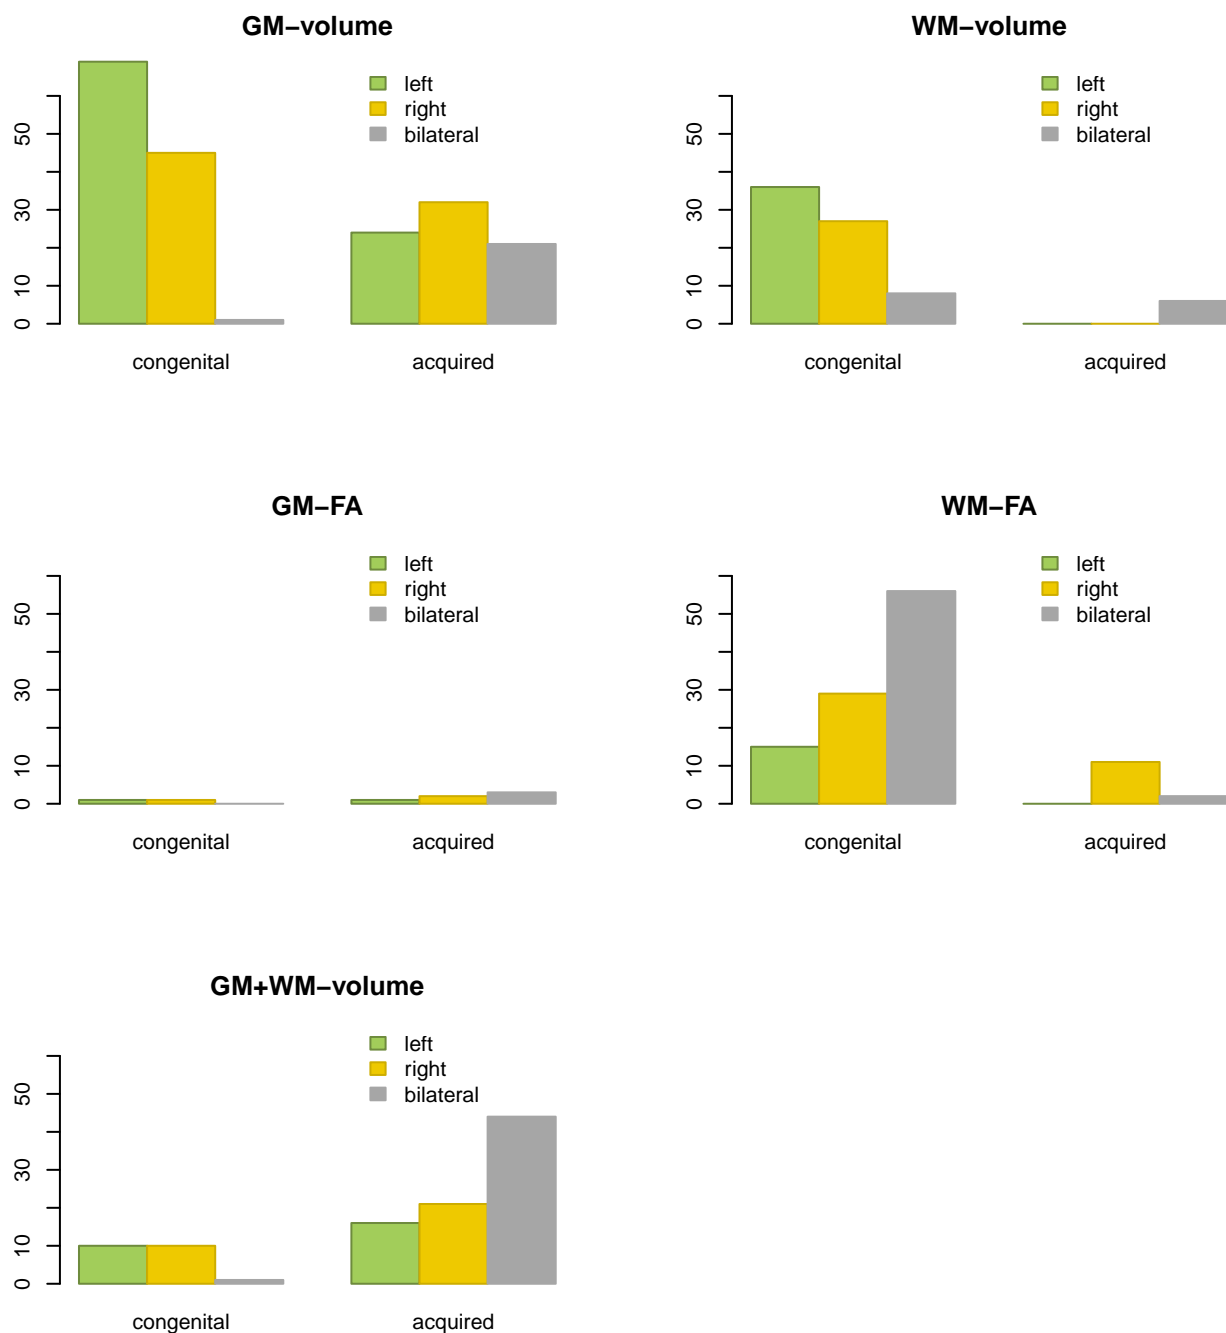 GM−volume
left
right
bilateral
0 10 30 50
congenital acquired
WM−volume
left
right
bilateral
0 10 30 50
congenital acquired
GM−FA
left
right
bilateral
0 10 30 50
congenital acquired
WM−FA
left
right
bilateral
0 10 30 50
congenital acquired
GM+WM−volume
left
right
bilateral
0 10 30 50
congenital acquired